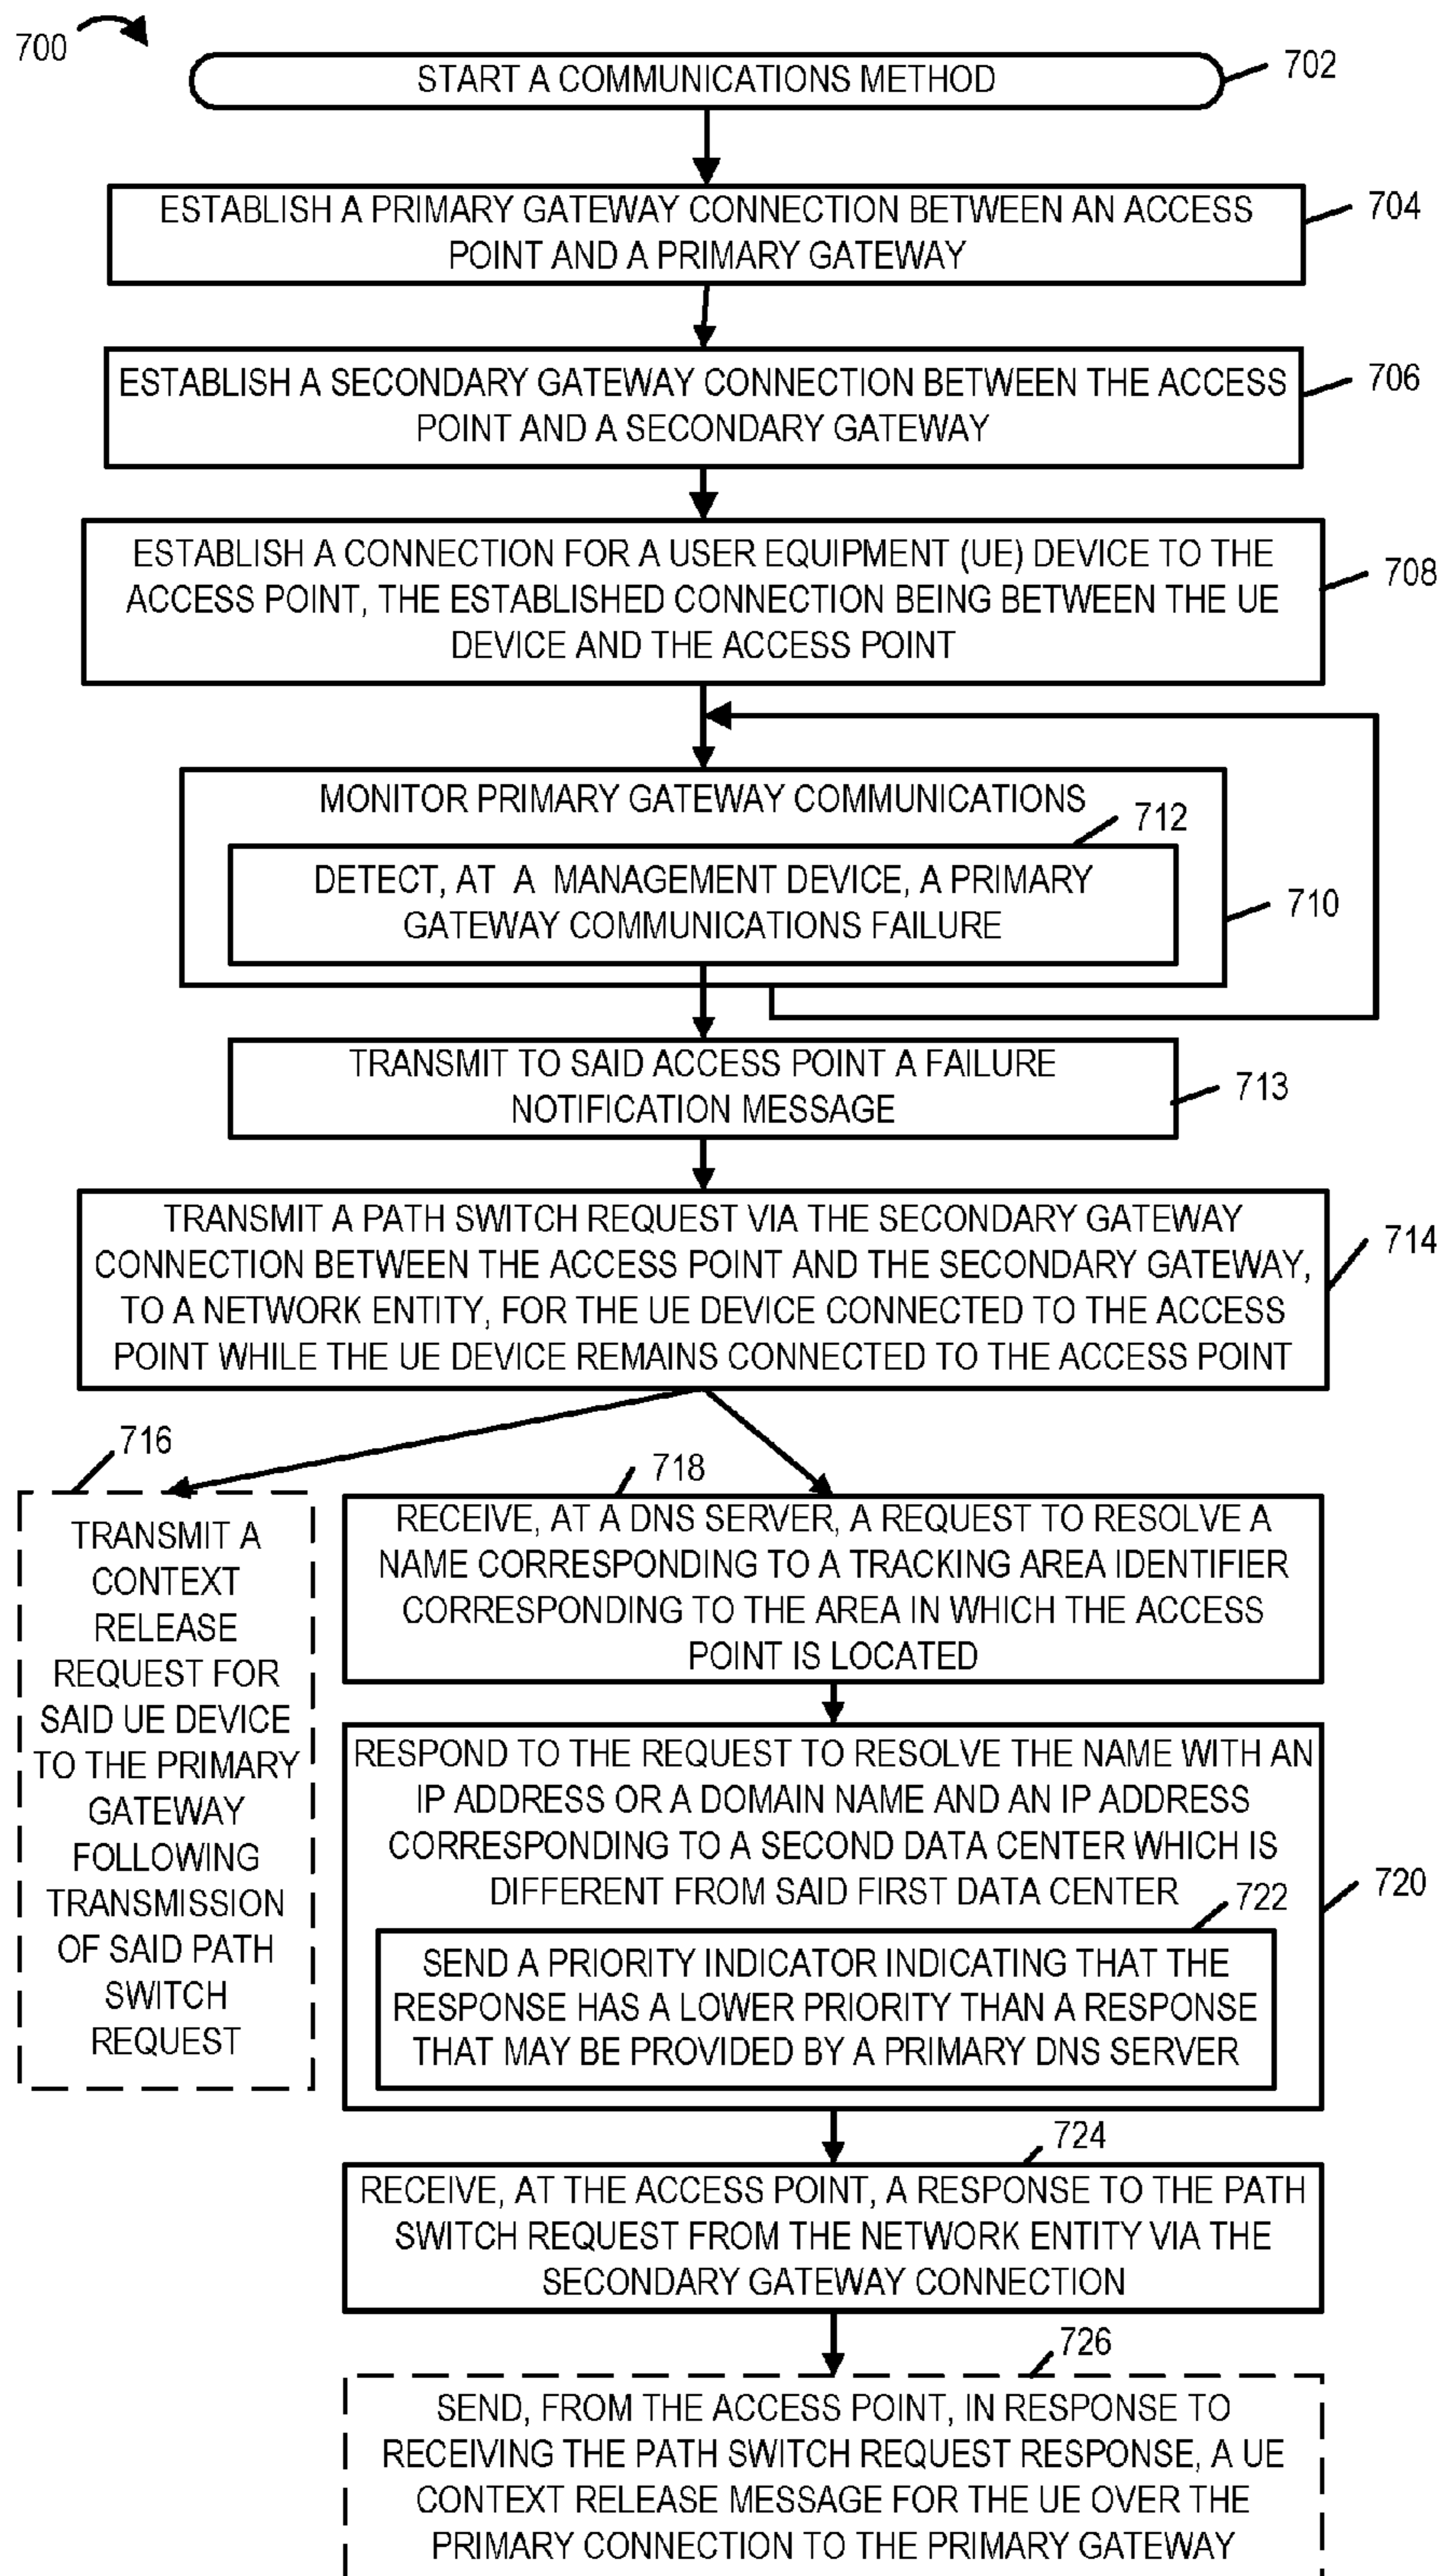 700
START A COMMUNICATIONS METHOD
702
ESTABLISH A PRIMARY GATEWAY CONNECTION BETWEEN AN ACCESS
POINT AND A PRIMARY GATEWAY
704
ESTABLISH A SECONDARY GATEWAY CONNECTION BETWEEN THE ACCESS
POINT AND A SECONDARY GATEWAY
706
ESTABLISH A CONNECTION FOR A USER EQUIPMENT (UE) DEVICE TO THE
ACCESS POINT, THE ESTABLISHED CONNECTION BEING BETWEEN THE UE
DEVICE AND THE ACCESS POINT
708
MONITOR PRIMARY GATEWAY COMMUNICATIONS
712
DETECT, AT A MANAGEMENT DEVICE, A PRIMARY
GATEWAY COMMUNICATIONS FAILURE
710
TRANSMIT TO SAID ACCESS POINT A FAILURE
NOTIFICATION MESSAGE
713
TRANSMIT A PATH SWITCH REQUEST VIA THE SECONDARY GATEWAY
CONNECTION BETWEEN THE ACCESS POINT AND THE SECONDARY GATEWAY,
TO A NETWORK ENTITY, FOR THE UE DEVICE CONNECTED TO THE ACCESS
POINT WHILE THE UE DEVICE REMAINS CONNECTED TO THE ACCESS POINT
714
716
TRANSMIT A
CONTEXT
RELEASE
REQUEST FOR
SAID UE DEVICE
TO THE PRIMARY
GATEWAY
FOLLOWING
TRANSMISSION
OF SAID PATH
SWITCH
REQUEST
718
RECEIVE, AT A DNS SERVER, A REQUEST TO RESOLVE A
NAME CORRESPONDING TO A TRACKING AREA IDENTIFIER
CORRESPONDING TO THE AREA IN WHICH THE ACCESS
POINT IS LOCATED
RESPOND TO THE REQUEST TO RESOLVE THE NAME WITH AN
IP ADDRESS OR A DOMAIN NAME AND AN IP ADDRESS
CORRESPONDING TO A SECOND DATA CENTER WHICH IS
DIFFERENT FROM SAID FIRST DATA CENTER
720
722
SEND A PRIORITY INDICATOR INDICATING THAT THE
RESPONSE HAS A LOWER PRIORITY THAN A RESPONSE
THAT MAY BE PROVIDED BY A PRIMARY DNS SERVER
724
RECEIVE, AT THE ACCESS POINT, A RESPONSE TO THE PATH
SWITCH REQUEST FROM THE NETWORK ENTITY VIA THE
SECONDARY GATEWAY CONNECTION
726
SEND, FROM THE ACCESS POINT, IN RESPONSE TO
RECEIVING THE PATH SWITCH REQUEST RESPONSE, A UE
CONTEXT RELEASE MESSAGE FOR THE UE OVER THE
PRIMARY CONNECTION TO THE PRIMARY GATEWAY